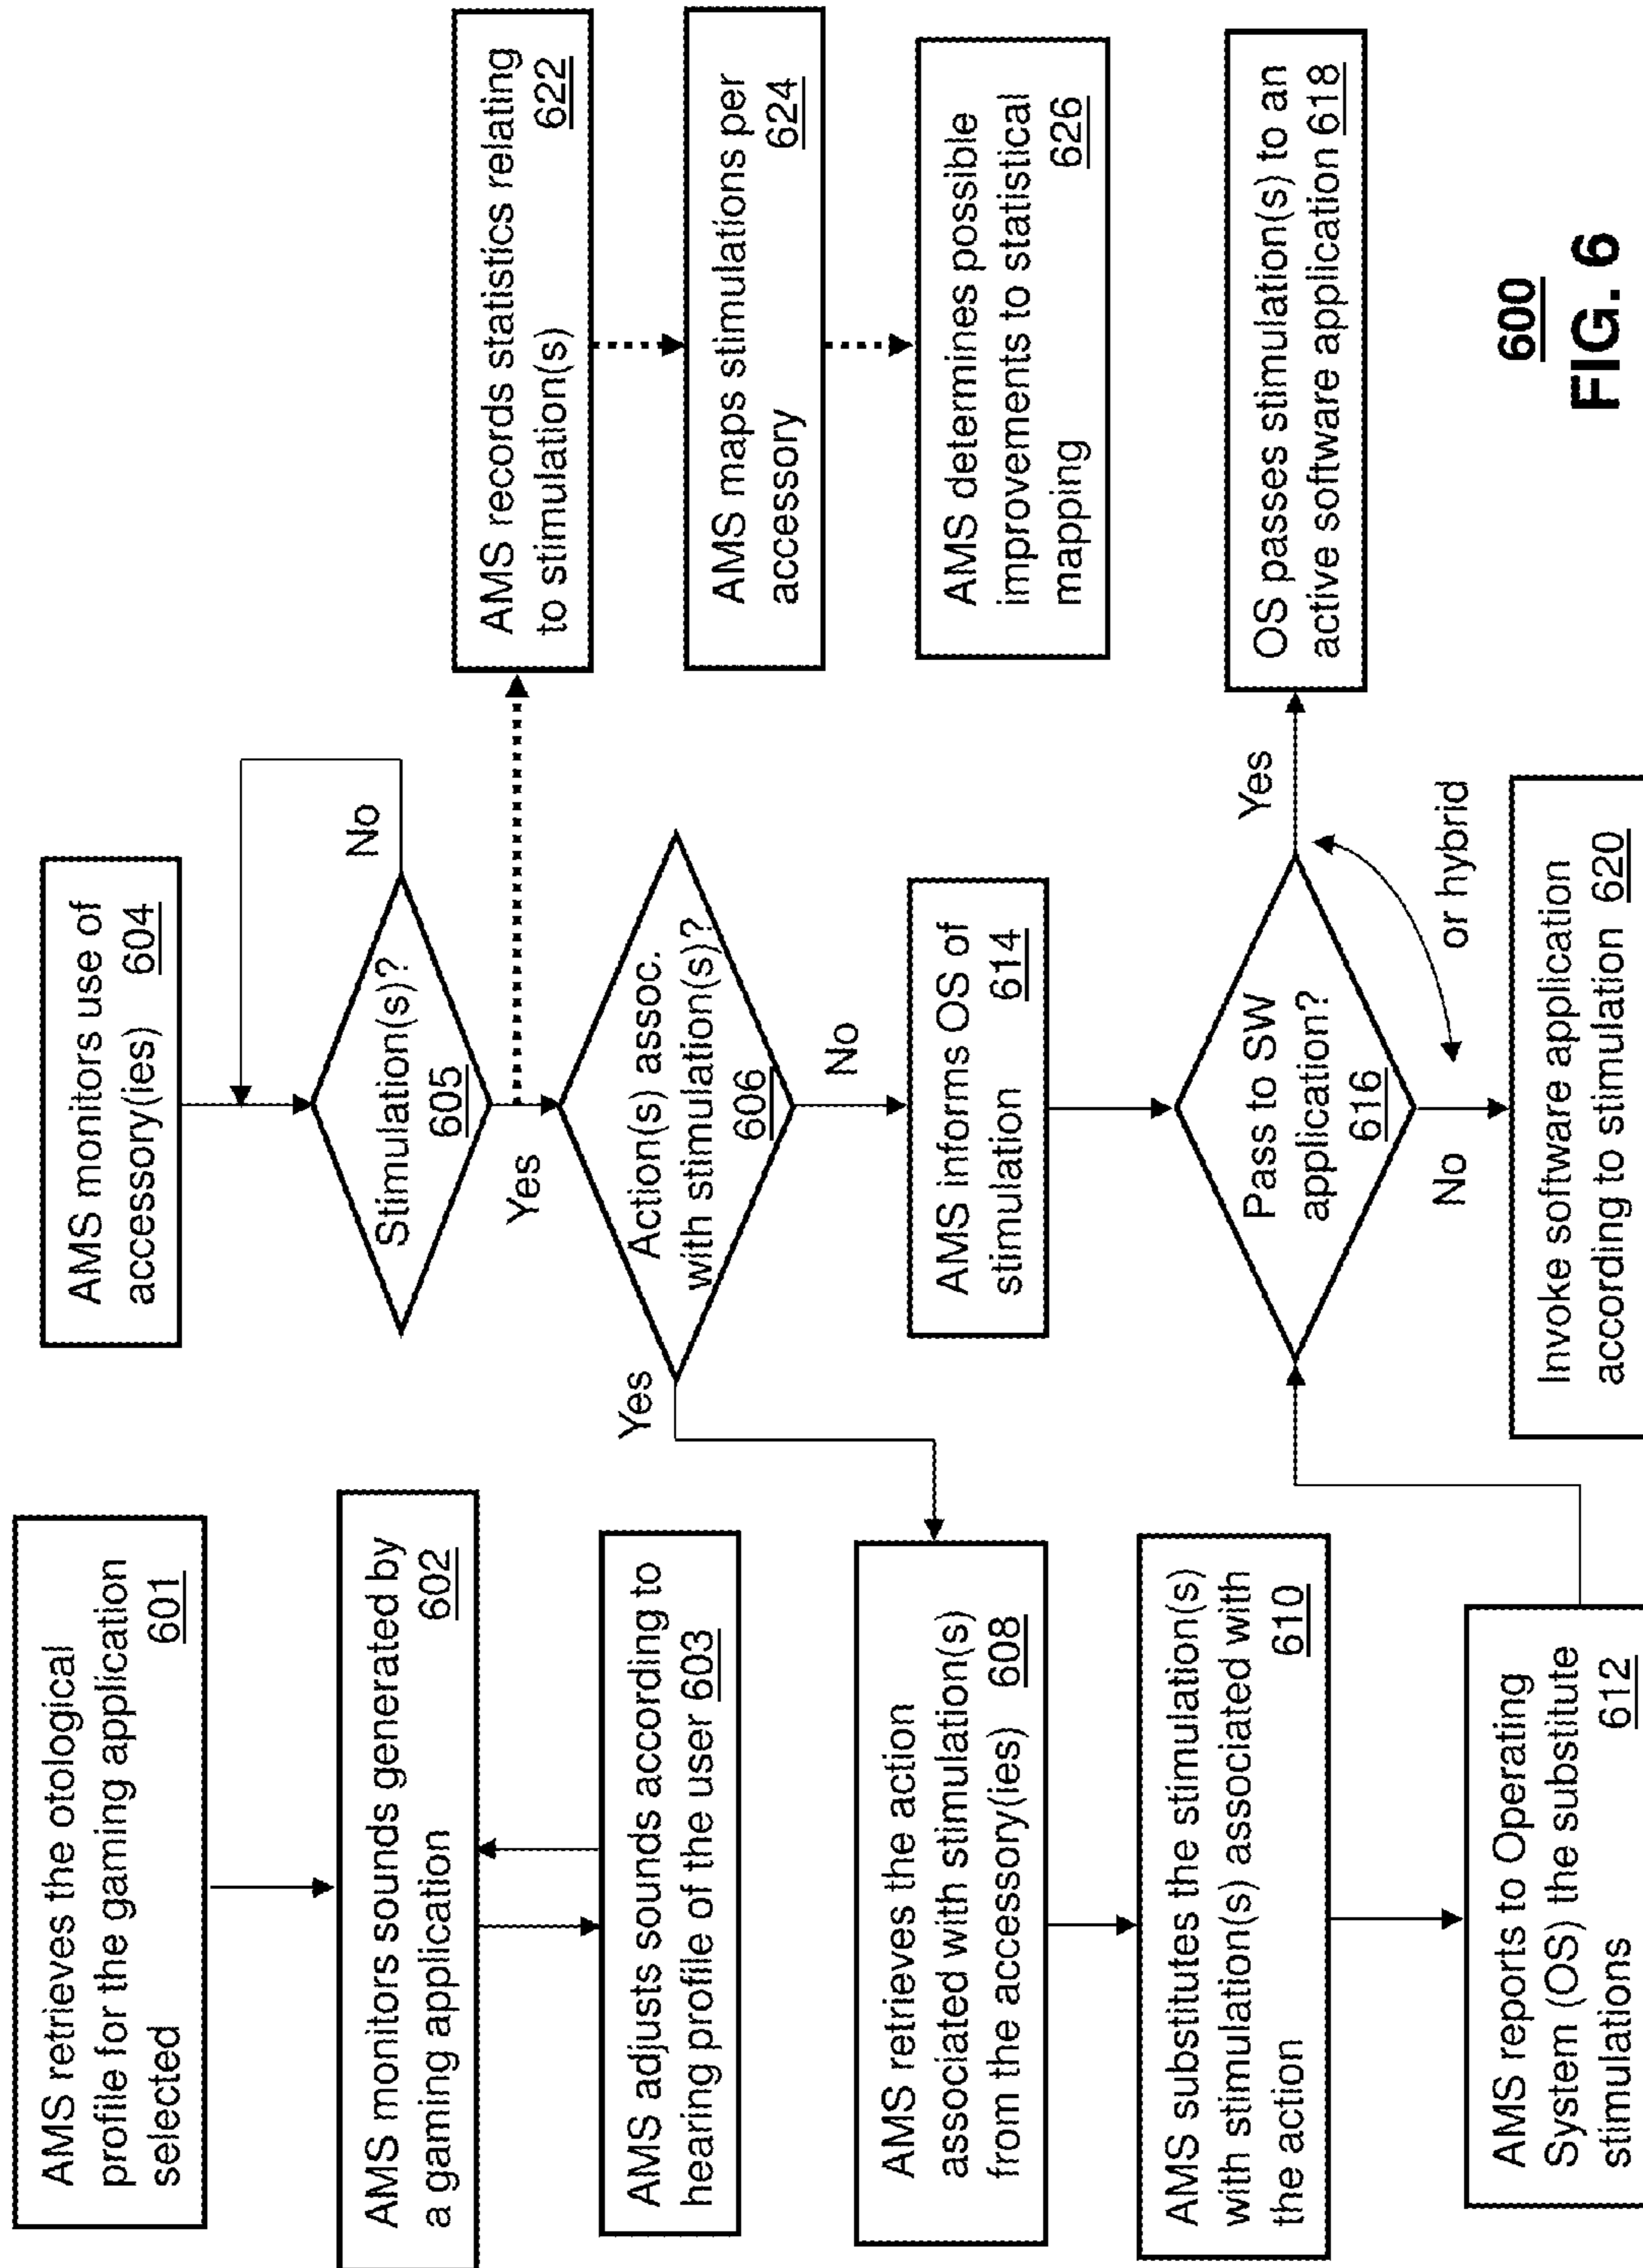 AMS retrieves the otological
profile for the gaming application
selected 601
AMS monitors sounds generated by
a gaming application 602
AMS adjusts sounds according to
hearing profile of the user 603
AMS monitors use of
accessory(ies) 604
Stimulation(s)?
605
No
Yes
AMS records statistics relating
to stimulation(s) 622
AMS maps stimulations per
accessory 624
AMS determines possible
improvements to statistical
mapping 626
Action(s) assoc.
with stimulation(s)?
606
Yes
No
AMS retrieves the action
associated with stimulation(s)
from the accessory(ies) 608
AMS substitutes the stimulation(s)
with stimulation(s) associated with
the action 610
AMS reports to Operating
System (OS) the substitute
stimulations 612
AMS informs OS of
stimulation 614
Pass to SW
application?
616
Yes
No
or hybrid
OS passes stimulation(s) to an
active software application 618
Invoke software application
according to stimulation 620
600
FIG. 6